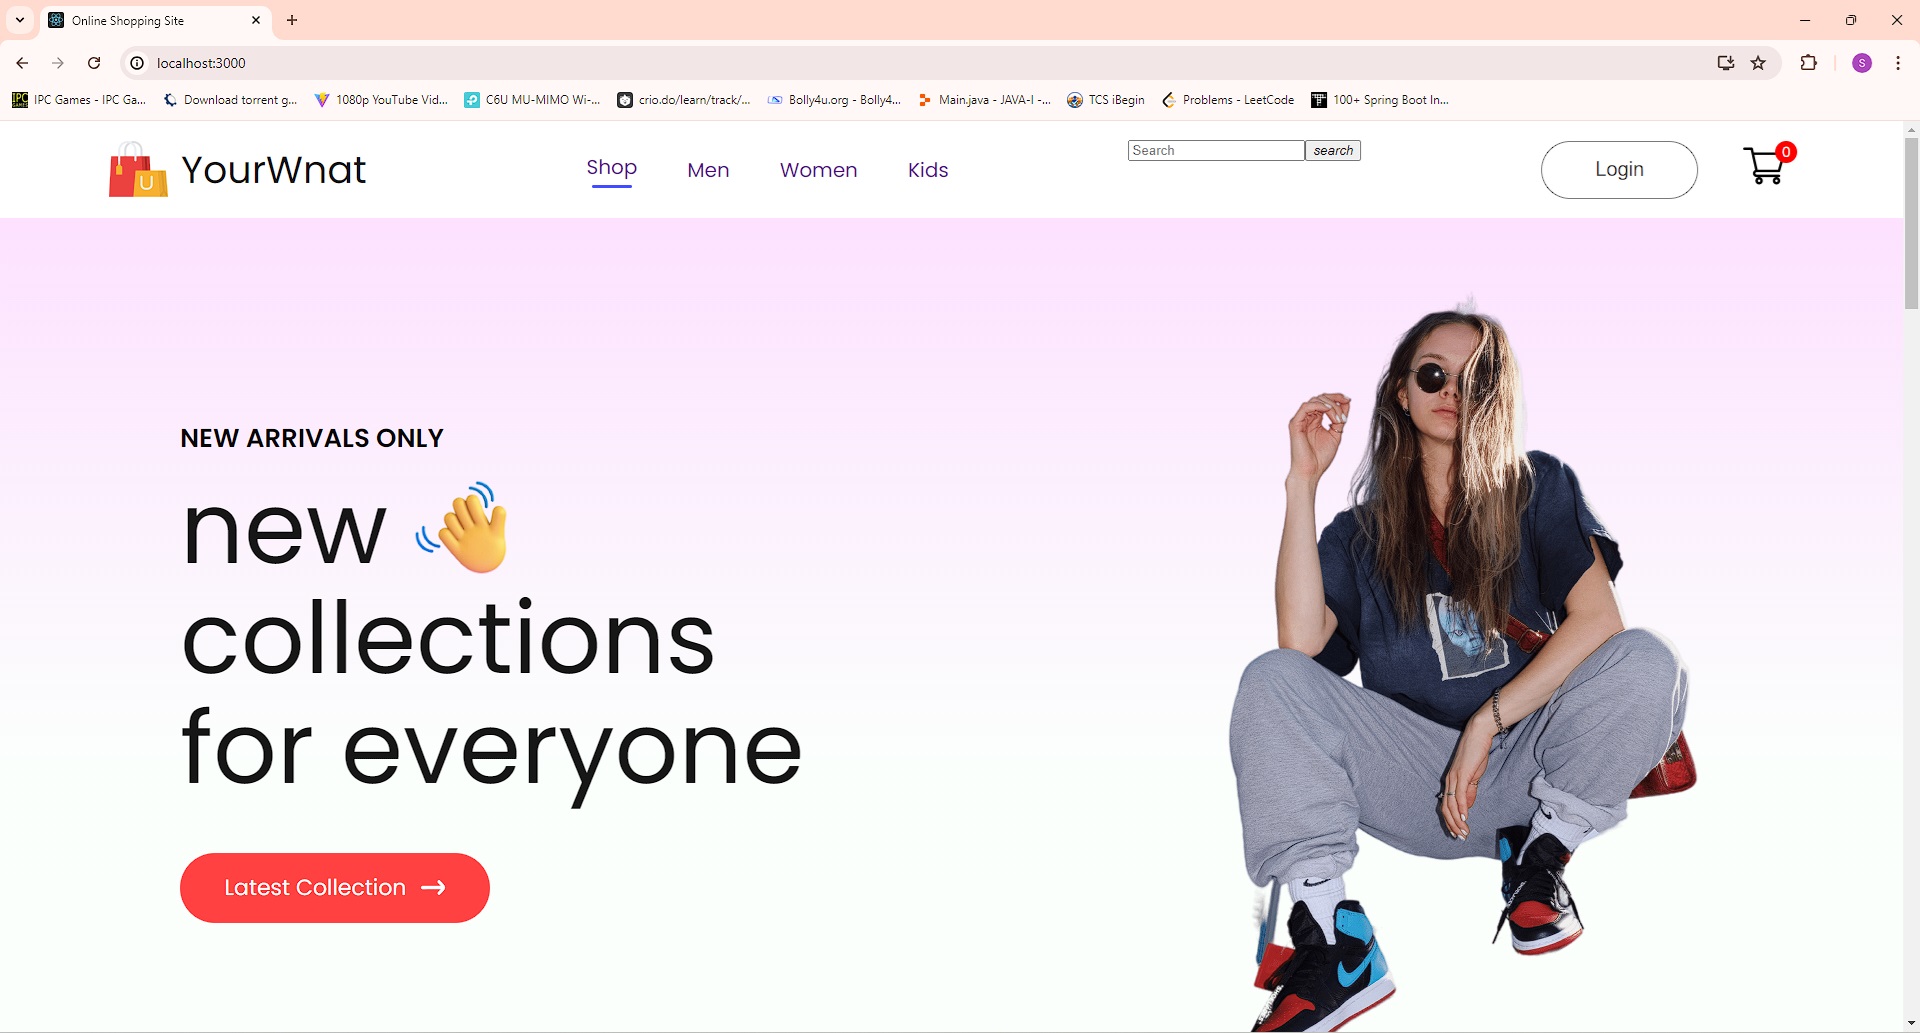 Online Shopping Site
localhost:3000
S
IPC GAMES IPC Games - IPC Ga... Download torrent g... 1080p YouTube Vid... C6U MU-MIMO Wi-... crio.do/learn/track/... Bolly4u.org - Bolly4... Main.java - JAVA-I -... TCS iBegin Problems - LeetCode 100+ Spring Boot In...
U YourWnat Shop Men Women Kids Search search Login 0
NEW ARRIVALS ONLY
new
collections
for everyone
Latest Collection